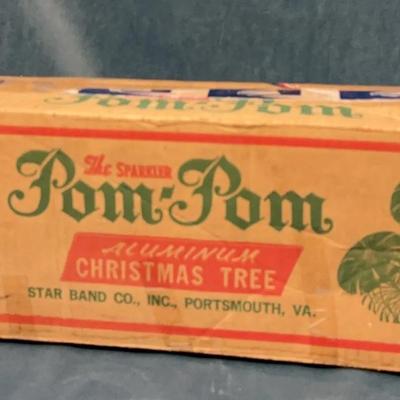 Pom-Pom
The SPARKLER
Pom-Pom
ALUMINUM
CHRISTMAS TREE
STAR BAND CO., INC., PORTSMOUTH, VA.